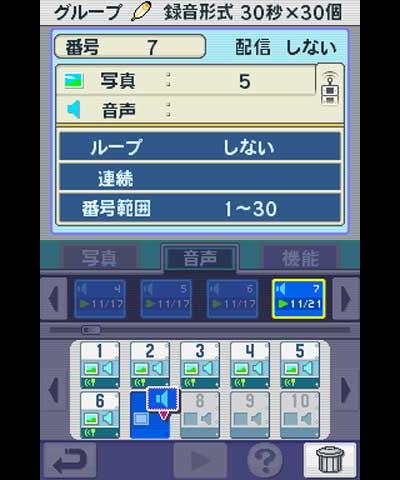 グループ 録音形式 30秒×30個
番号 7 配信 しない
写真 : 5
音声 :
ループ しない
連続
番号範囲 1～30
写真 音声 機能
4 5 6 7
11/17 11/17 11/17 11/21
1 2 3 4 5
6 8 9 10
?